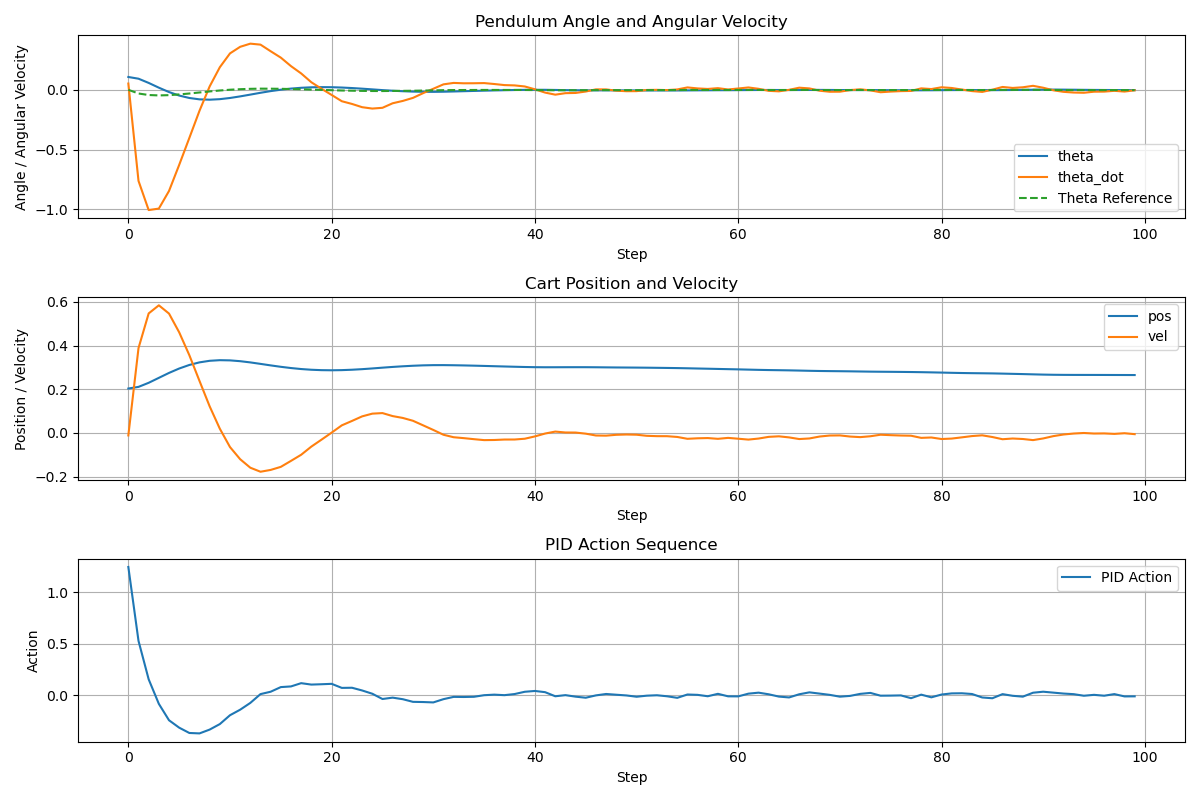 Pendulum Angle and Angular Velocity
Angle / Angular Velocity
0.0
−0.5
−1.0
theta
theta_dot
Theta Reference
0 20 40 60 80 100
Step
Cart Position and Velocity
Position / Velocity
0.6
0.4
0.2
0.0
−0.2
pos
vel
0 20 40 60 80 100
Step
PID Action Sequence
Action
1.0
0.5
0.0
PID Action
0 20 40 60 80 100
Step